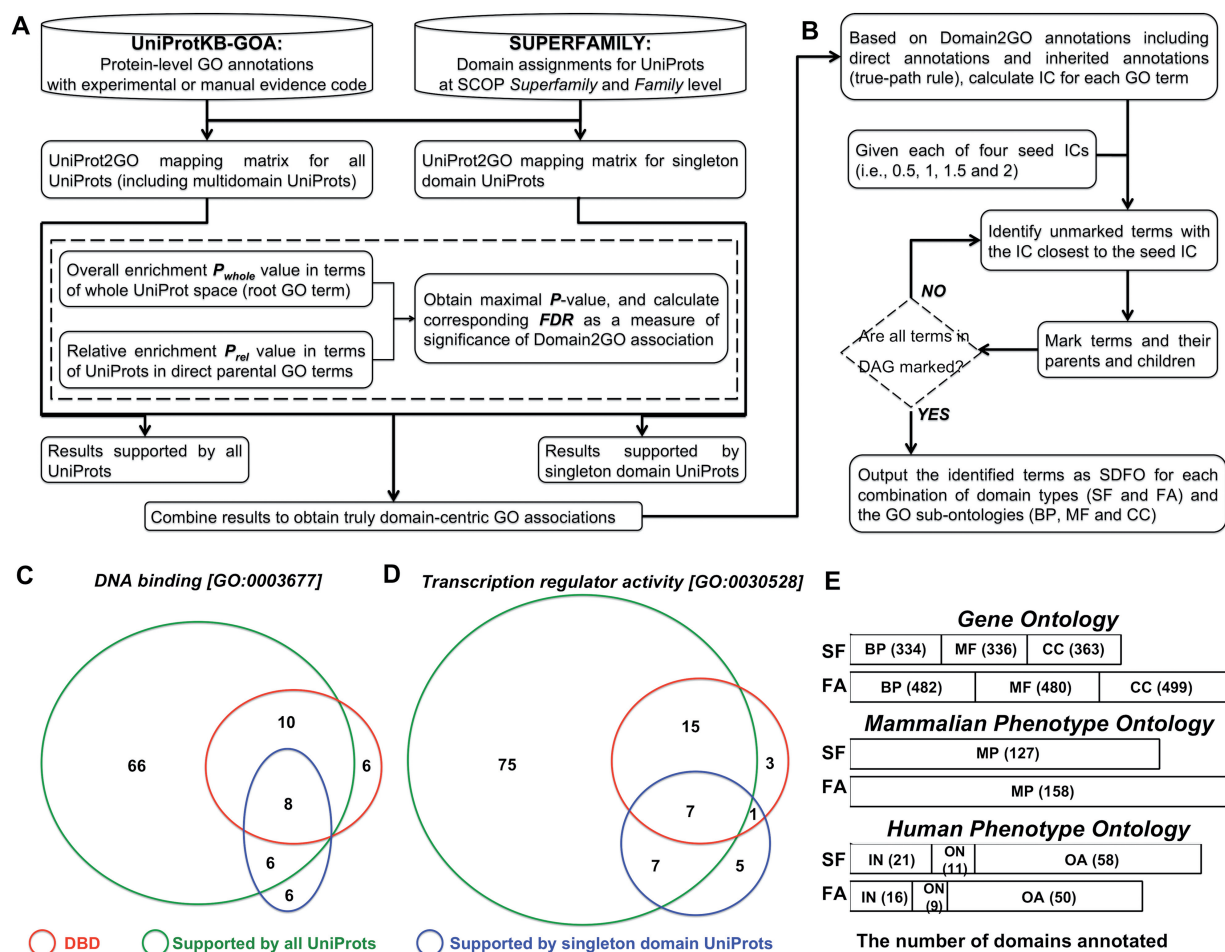 A
UniProtKB-GOA:
Protein-level GO annotations
with experimental or manual evidence code
SUPERFAMILY:
Domain assignments for UniProts
at SCOP Superfamily and Family level
UniProt2GO mapping matrix for all
UniProts (including multidomain UniProts)
UniProt2GO mapping matrix for singleton
domain UniProts
Overall enrichment Pwhole value in terms
of whole UniProt space (root GO term)
Relative enrichment Prel value in terms
of UniProts in direct parental GO terms
Obtain maximal P-value, and calculate
corresponding FDR as a measure of
significance of Domain2GO association
Results supported by all
UniProts
Results supported by
singleton domain UniProts
Combine results to obtain truly domain-centric GO associations
B
Based on Domain2GO annotations including
direct annotations and inherited annotations
(true-path rule), calculate IC for each GO term
Given each of four seed ICs
(i.e., 0.5, 1, 1.5 and 2)
Identify unmarked terms with
the IC closest to the seed IC
NO
Are all terms in
DAG marked?
Mark terms and their
parents and children
YES
Output the identified terms as SDFO for each
combination of domain types (SF and FA) and
the GO sub-ontologies (BP, MF and CC)
C
DNA binding [GO:0003677]
10
66
6
8
6
6
D
Transcription regulator activity [GO:0030528]
15
75
3
7
1
7
5
DBD
Supported by all UniProts
Supported by singleton domain UniProts
E
Gene Ontology
SF BP (334) MF (336) CC (363)
FA BP (482) MF (480) CC (499)
Mammalian Phenotype Ontology
SF MP (127)
FA MP (158)
Human Phenotype Ontology
SF IN (21) ON (11) OA (58)
FA IN (16) ON (9) OA (50)
The number of domains annotated